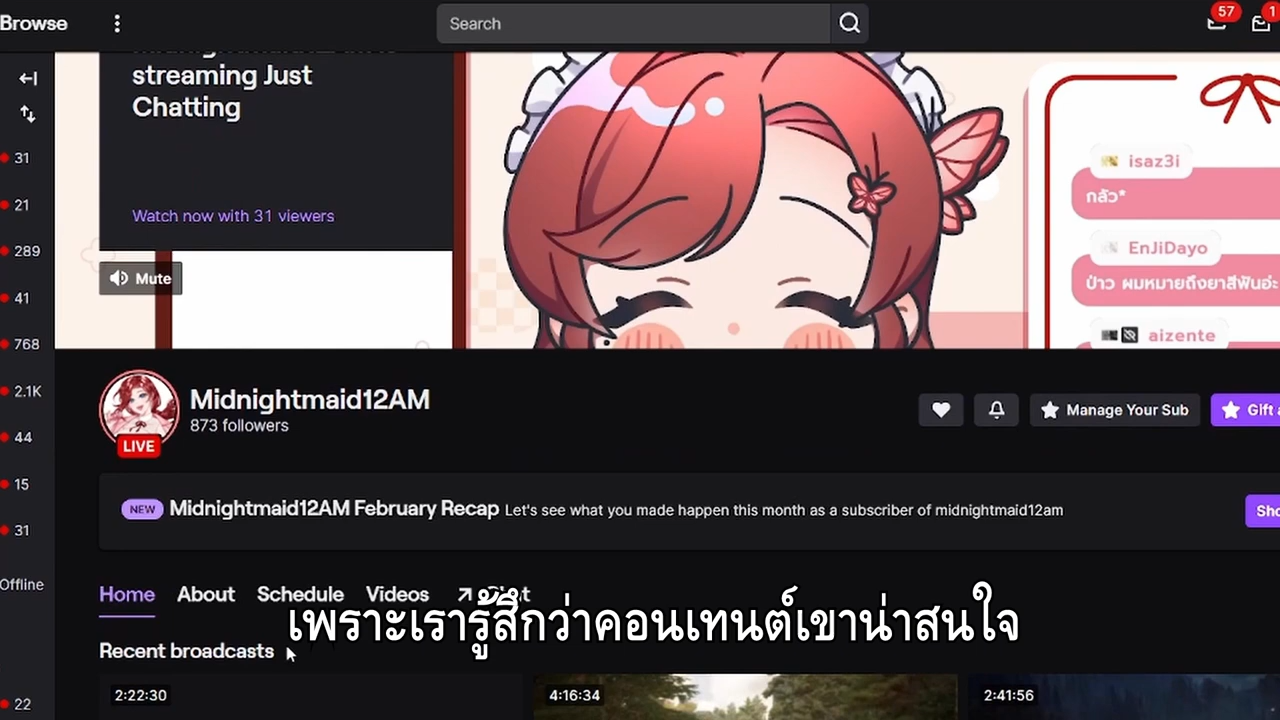 Browse
Search
57
1
streaming Just
Chatting
Watch now with 31 viewers
Mute
isaz3i
กลัว*
EnJiDayo
ป่าว ผมหมายถึงยาสีฟันอ่ะ
aizente
31
21
289
41
768
2.1K
44
15
31
Offline
22
Midnightmaid12AM
873 followers
LIVE
Manage Your Sub
Gift a
NEW
Midnightmaid12AM February Recap
Let's see what you made happen this month as a subscriber of midnightmaid12am
Sho
Home
About
Schedule
Videos
เพราะเรารู้สึกว่าคอนเทนต์เขาน่าสนใจ
Recent broadcasts
2:22:30
4:16:34
2:41:56